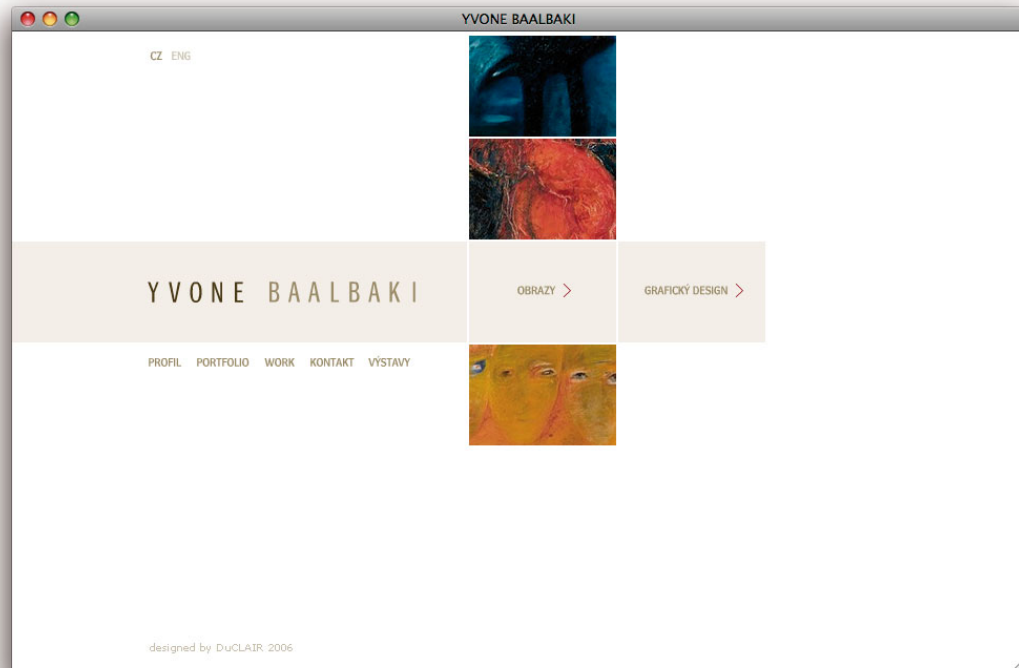 YVONE BAALBAKI
CZ ENG
YVONE BAALBAKI
OBRAZY
GRAFICKÝ DESIGN
PROFIL PORTFOLIO WORK KONTAKT VÝSTAVY
designed by DuCLAIR 2006